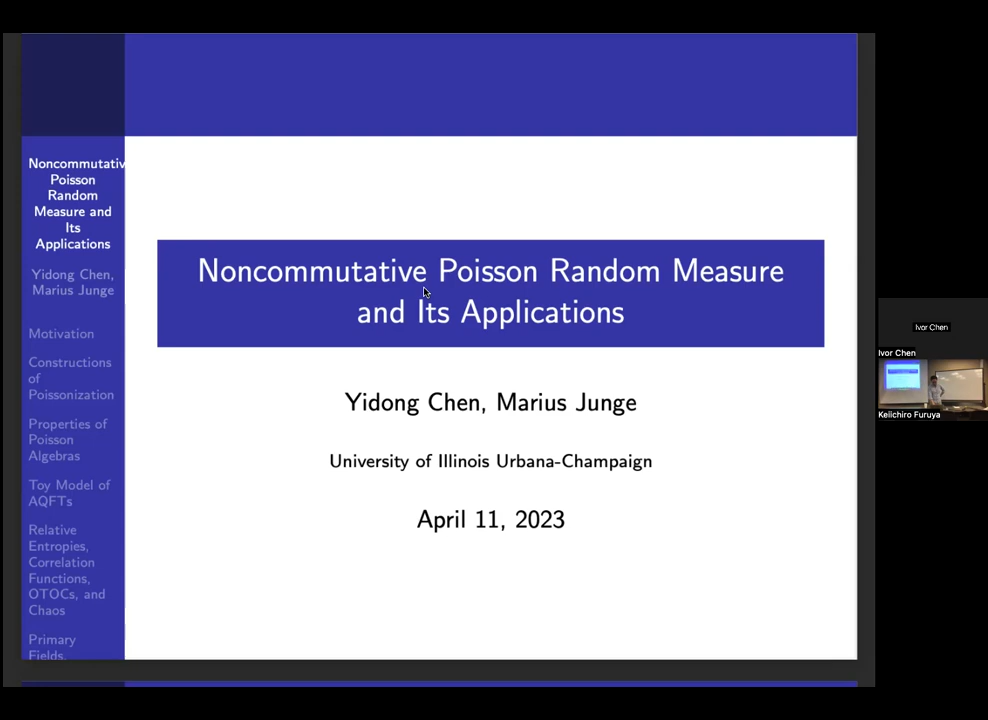 Noncommutativ
Poisson
Random
Measure and
Its
Applications
Yidong Chen,
Marius Junge
Motivation
Constructions
of
Poissonization
Properties of
Poisson
Algebras
Toy Model of
AQFTs
Relative
Entropies,
Correlation
Functions,
OTOCs, and
Chaos
Primary
Fields,
Noncommutative Poisson Random Measure
and Its Applications
Yidong Chen, Marius Junge
University of Illinois Urbana-Champaign
April 11, 2023
Ivor Chen
Ivor Chen
Keiichiro Furuya